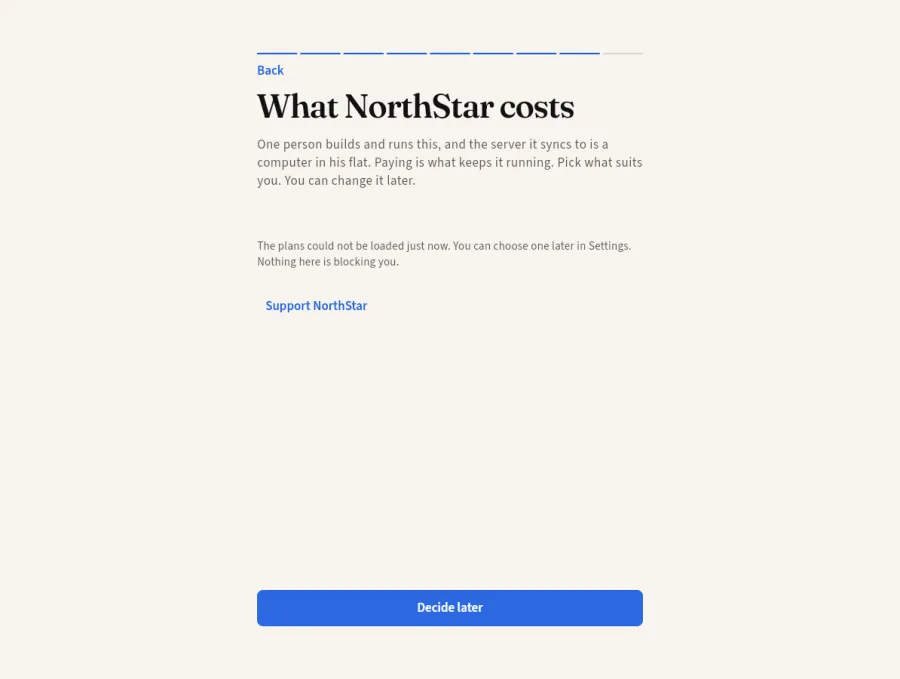 Back
What NorthStar costs
One person builds and runs this, and the server it syncs to is a
computer in his flat. Paying is what keeps it running. Pick what suits
you. You can change it later.
The plans could not be loaded just now. You can choose one later in Settings.
Nothing here is blocking you.
Support NorthStar
Decide later